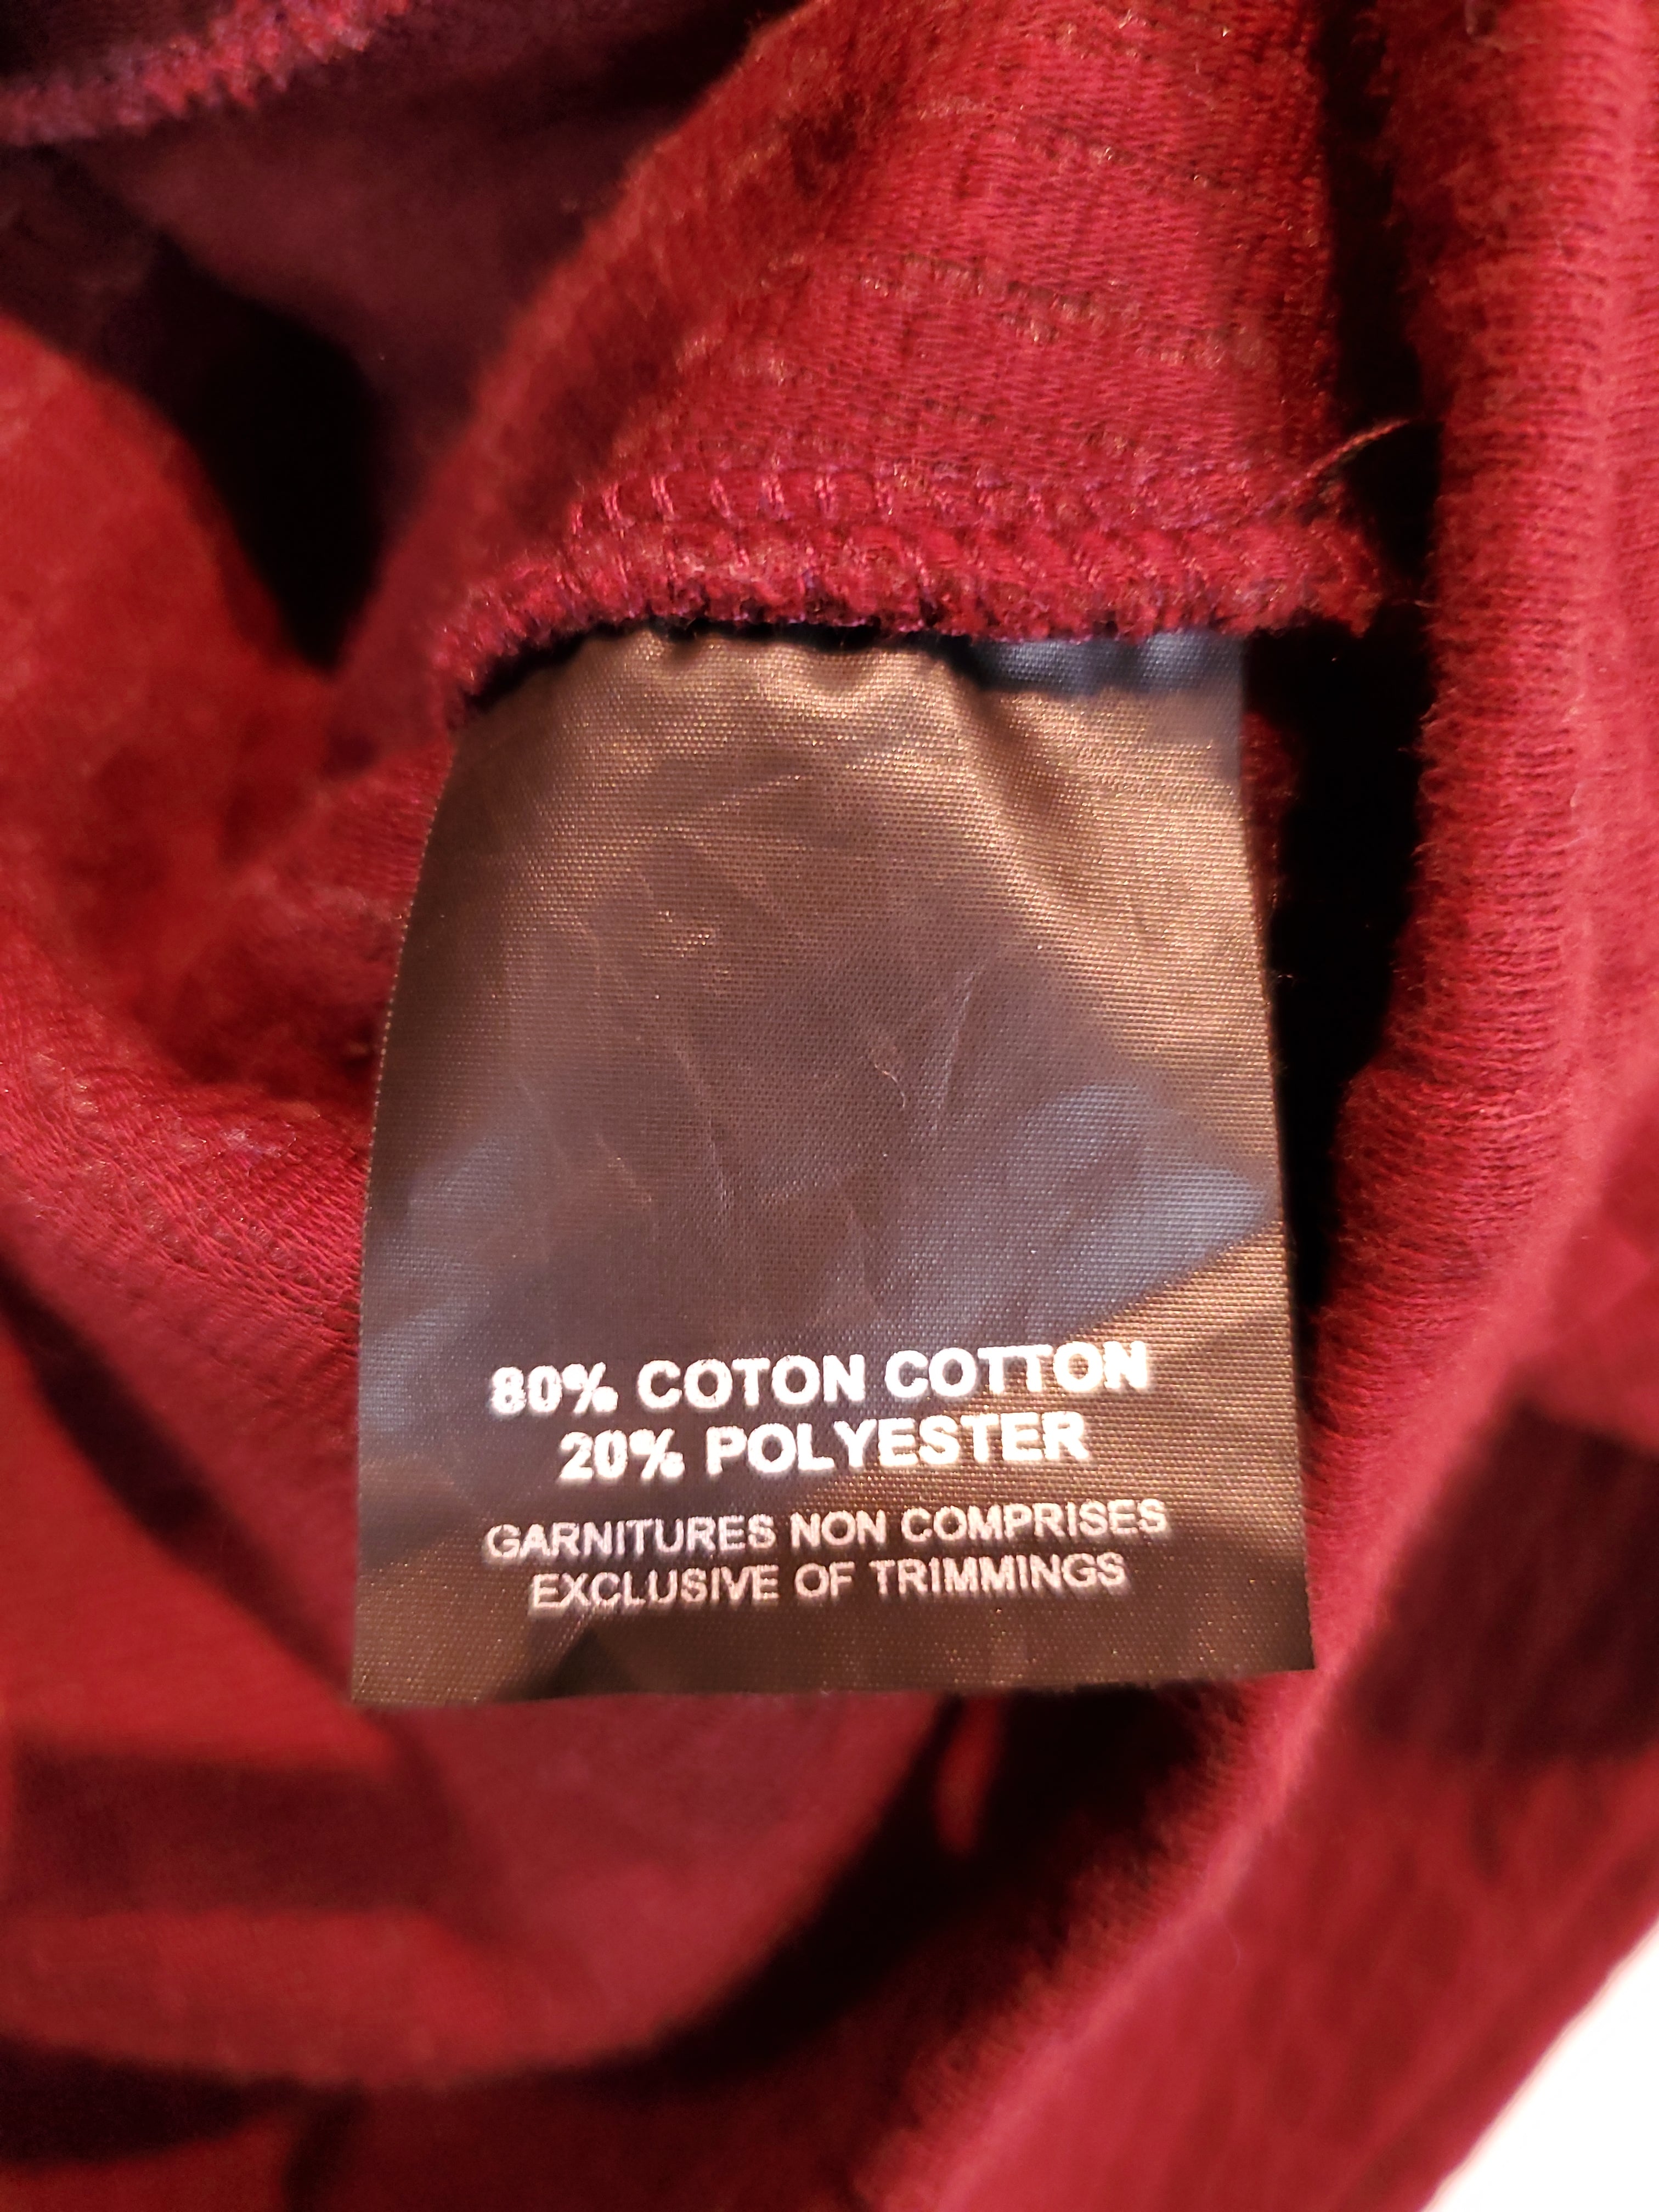 80% COTON COTTON
20% POLYESTER
GARNITURES NON COMPRISES
EXCLUSIVE OF TRIMMINGS